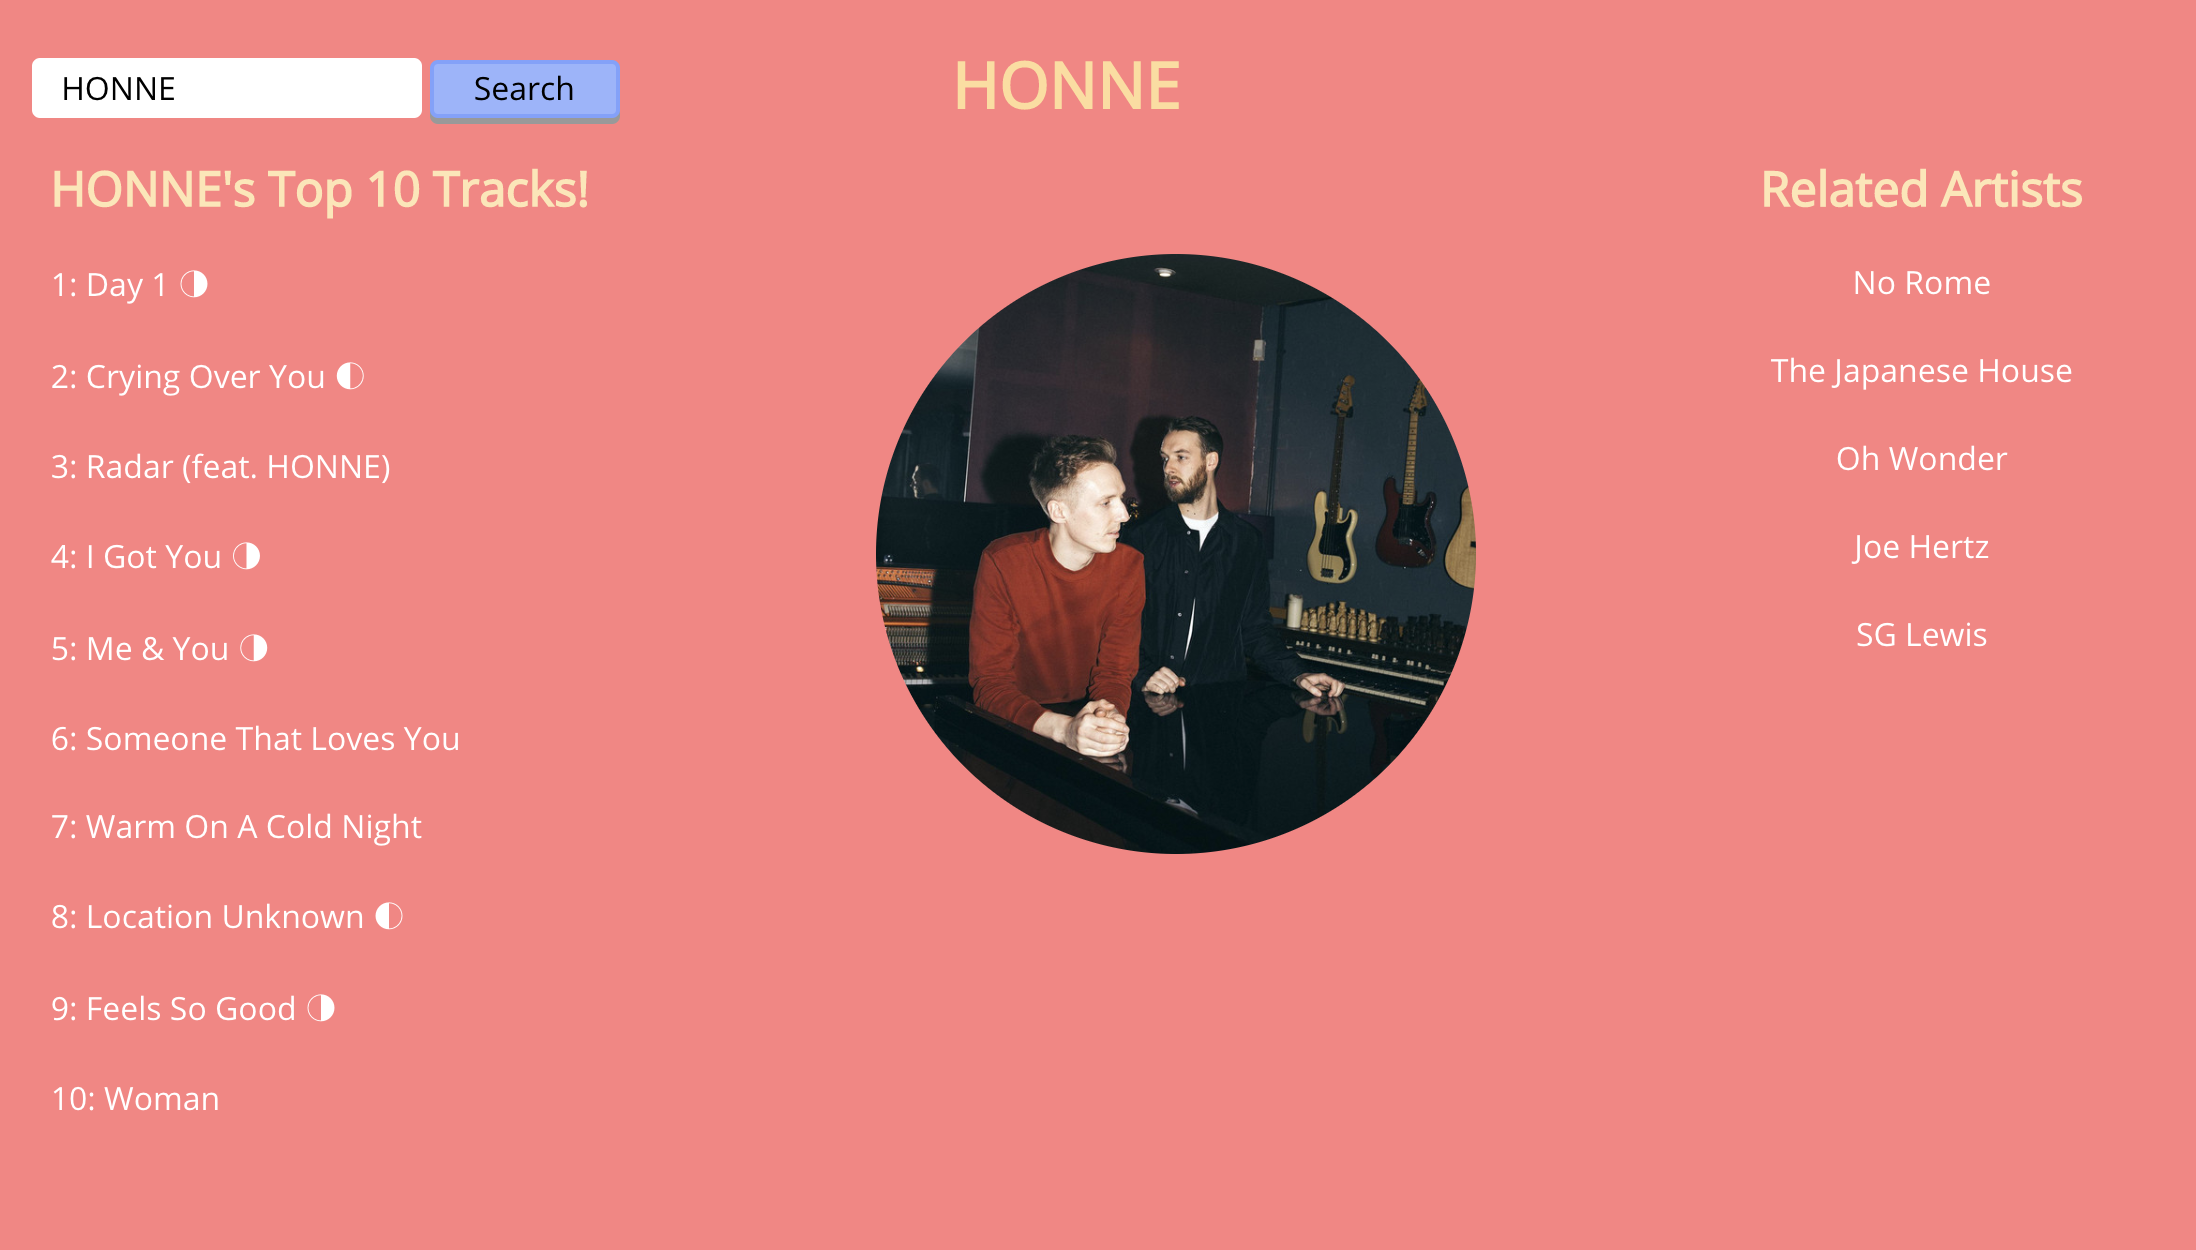 HONNE
Search
HONNE
HONNE's Top 10 Tracks!
1: Day 1 ◑
2: Crying Over You ◐
3: Radar (feat. HONNE)
4: I Got You ◑
5: Me & You ◑
6: Someone That Loves You
7: Warm On A Cold Night
8: Location Unknown ◐
9: Feels So Good ◑
10: Woman
Related Artists
No Rome
The Japanese House
Oh Wonder
Joe Hertz
SG Lewis